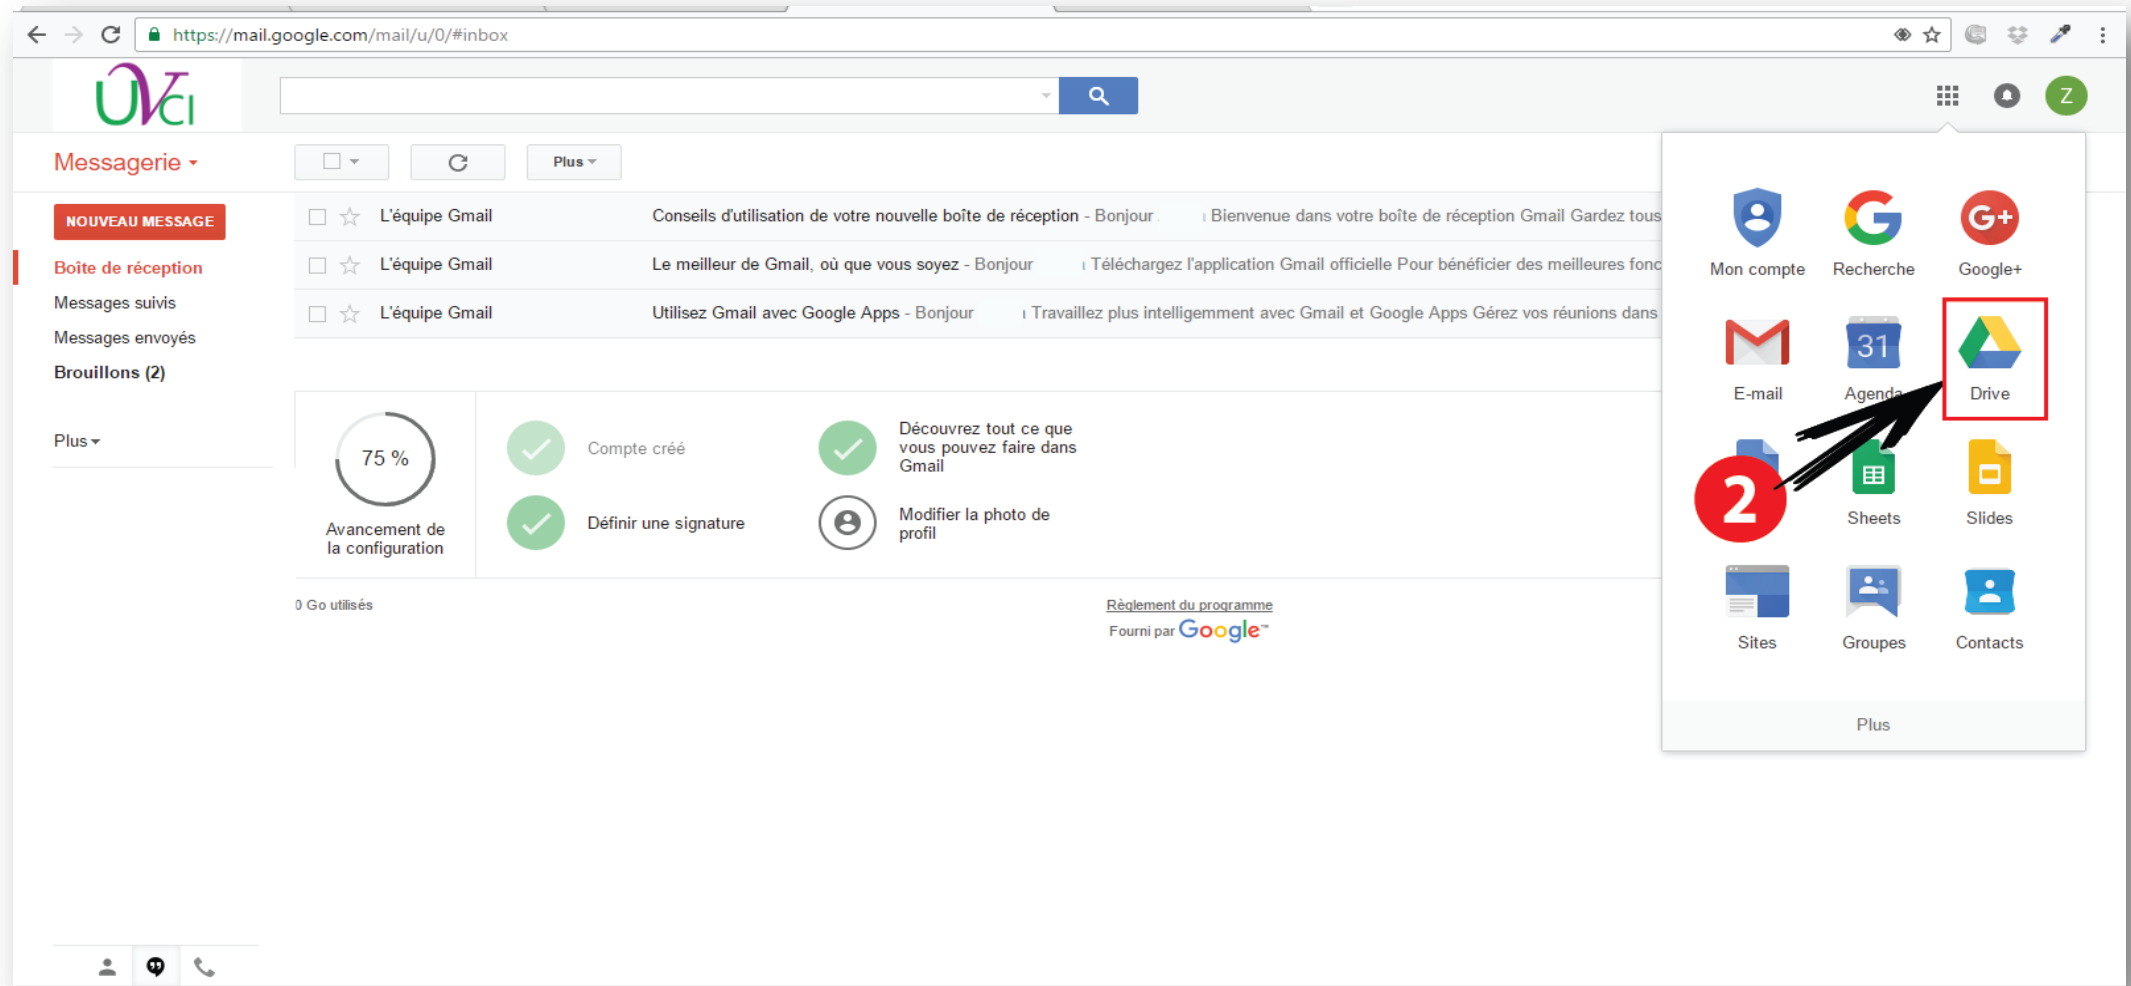 https://mail.google.com/mail/u/0/#inbox
UVCI
Z
Messagerie
Plus
NOUVEAU MESSAGE
Boîte de réception
Messages suivis
Messages envoyés
Brouillons (2)
Plus
L'équipe Gmail Conseils d'utilisation de votre nouvelle boîte de réception - Bonjour Bienvenue dans votre boîte de réception Gmail Gardez tous
L'équipe Gmail Le meilleur de Gmail, où que vous soyez - Bonjour Téléchargez l'application Gmail officielle Pour bénéficier des meilleures fonc
L'équipe Gmail Utilisez Gmail avec Google Apps - Bonjour Travaillez plus intelligemment avec Gmail et Google Apps Gérez vos réunions dans
75 %
Avancement de
la configuration
Compte créé
Définir une signature
Découvrez tout ce que
vous pouvez faire dans
Gmail
Modifier la photo de
profil
0 Go utilisés
Règlement du programme
Fourni par Google™
Mon compte Recherche Google+
G+
31
E-mail Agenda Drive
2
Sheets Slides
Sites Groupes Contacts
Plus